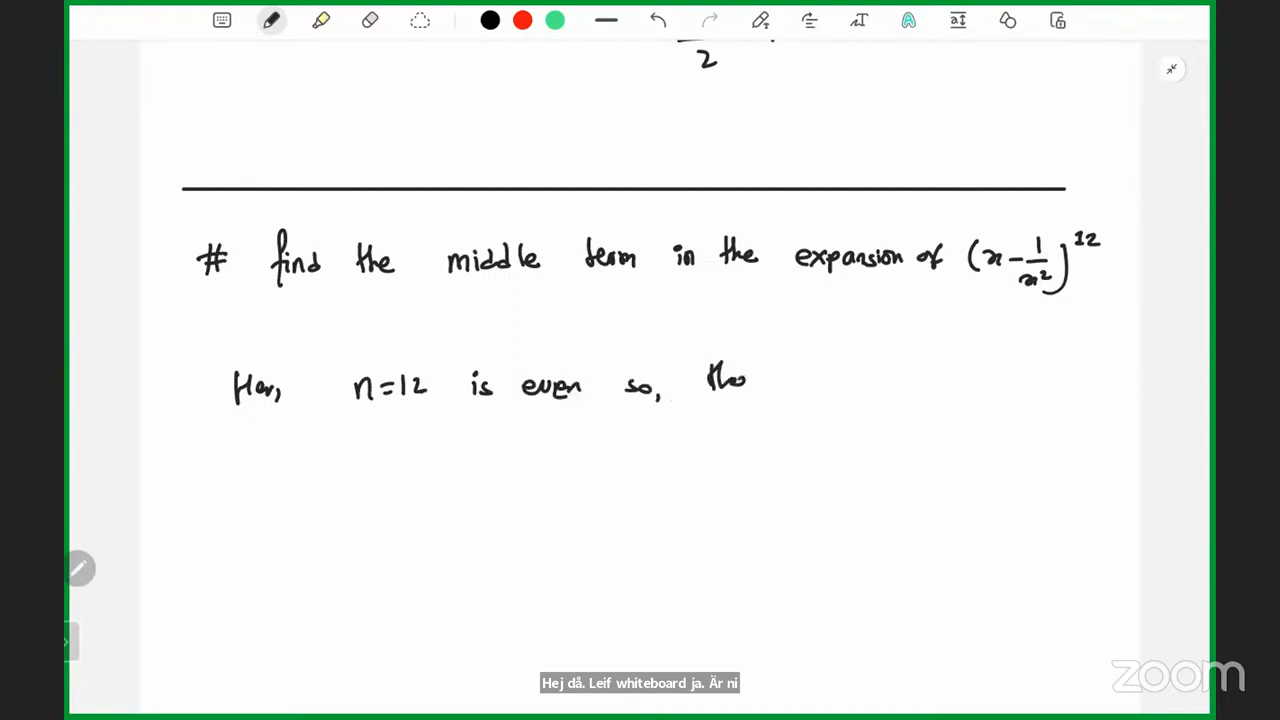 2
# find the middle term in the expansion of (x - 1/x²)¹²
Her, n=12 is even so, the
Hej då. Leif whiteboard ja. Är ni
zoom